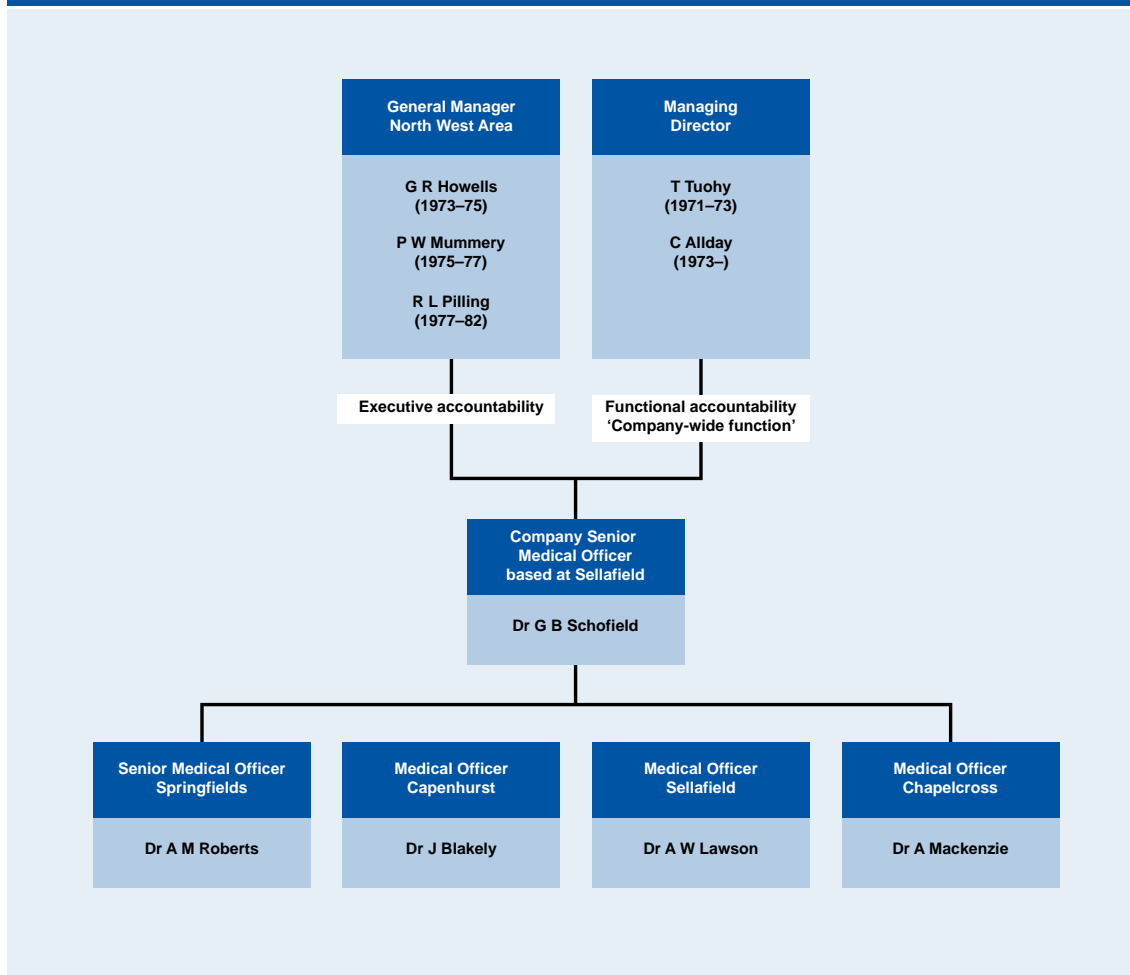 General Manager
North West Area
G R Howells
(1973–75)
P W Mummery
(1975–77)
R L Pilling
(1977–82)
Managing
Director
T Tuohy
(1971–73)
C Allday
(1973–)
Executive accountability
Functional accountability
‘Company-wide function’
Company Senior
Medical Officer
based at Sellafield
Dr G B Schofield
Senior Medical Officer
Springfields
Dr A M Roberts
Medical Officer
Capenhurst
Dr J Blakely
Medical Officer
Sellafield
Dr A W Lawson
Medical Officer
Chapelcross
Dr A Mackenzie